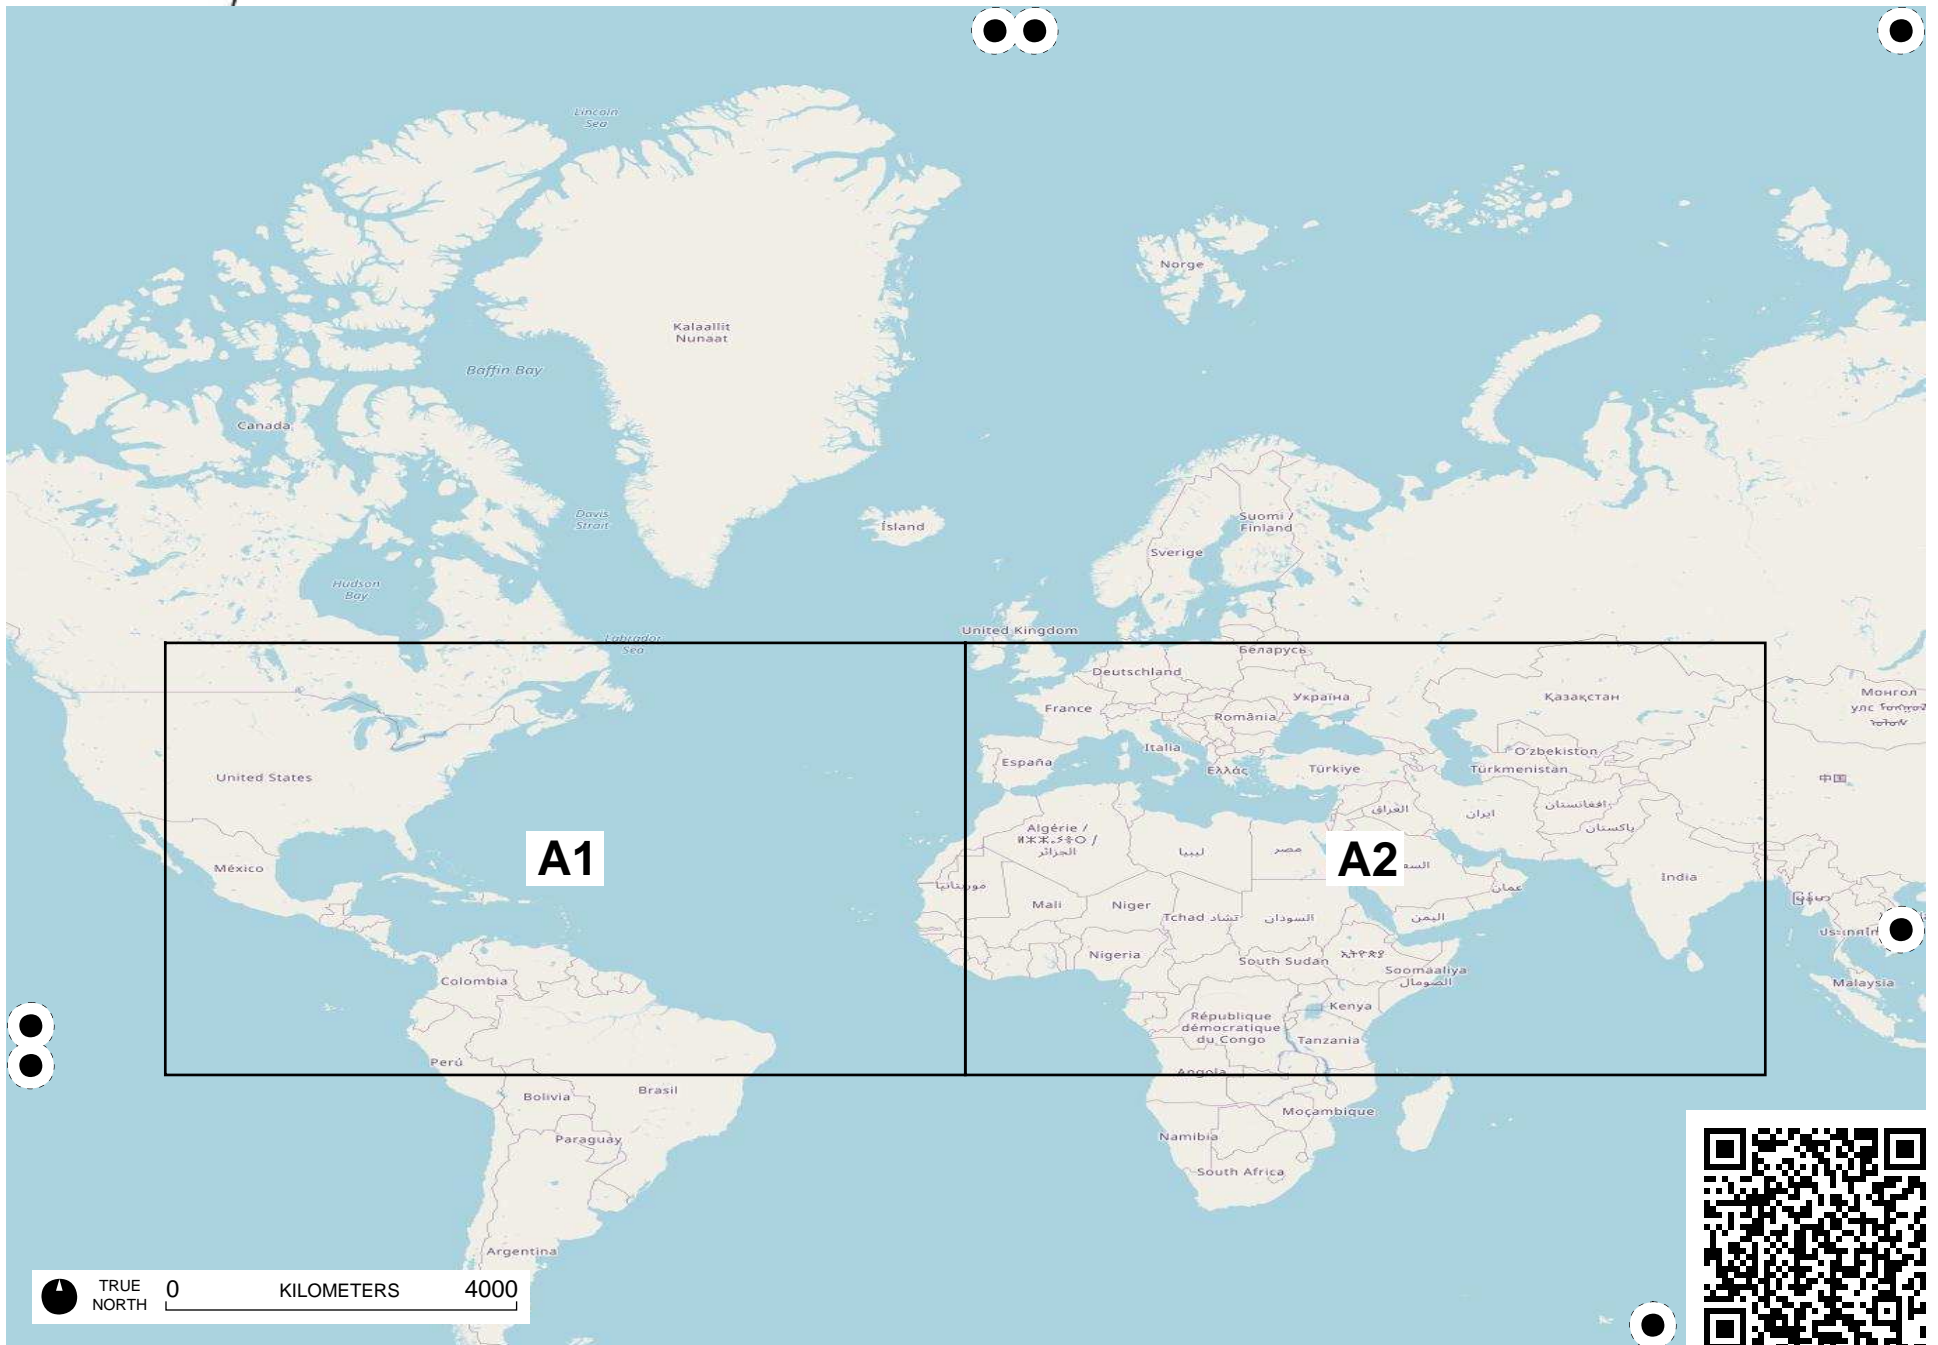 Lincoln
Sea
Norge
Kalaallit
Nunaat
Baffin Bay
Canada
Davis
Strait
Ísland
Suomi /
Finland
Sverige
Hudson
Bay
United Kingdom
Labrador
Sea
Беларусь
Deutschland
Україна
Қазақстан
Монгол
улс
France
România
Italia
O'zbekiston
España
Ελλάς
Türkiye
Türkmenistan
United States
中国
افغانستان
العراق
ايران
پاکستان
Algérie /
الجزائر
ليبيا
مصر
A1
A2
السع
México
India
موريتانيا
عمان
Mali
Niger
Tchad تشاد
السودان
اليمن
Nigeria
South Sudan
ኢትዮጵያ
Soomaaliya
الصومال
Colombia
Malaysia
Kenya
République
démocratique
du Congo
Tanzania
Perú
Angola
Bolivia
Brasil
Moçambique
Paraguay
Namibia
South Africa
Argentina
TRUE
NORTH
0 KILOMETERS 4000